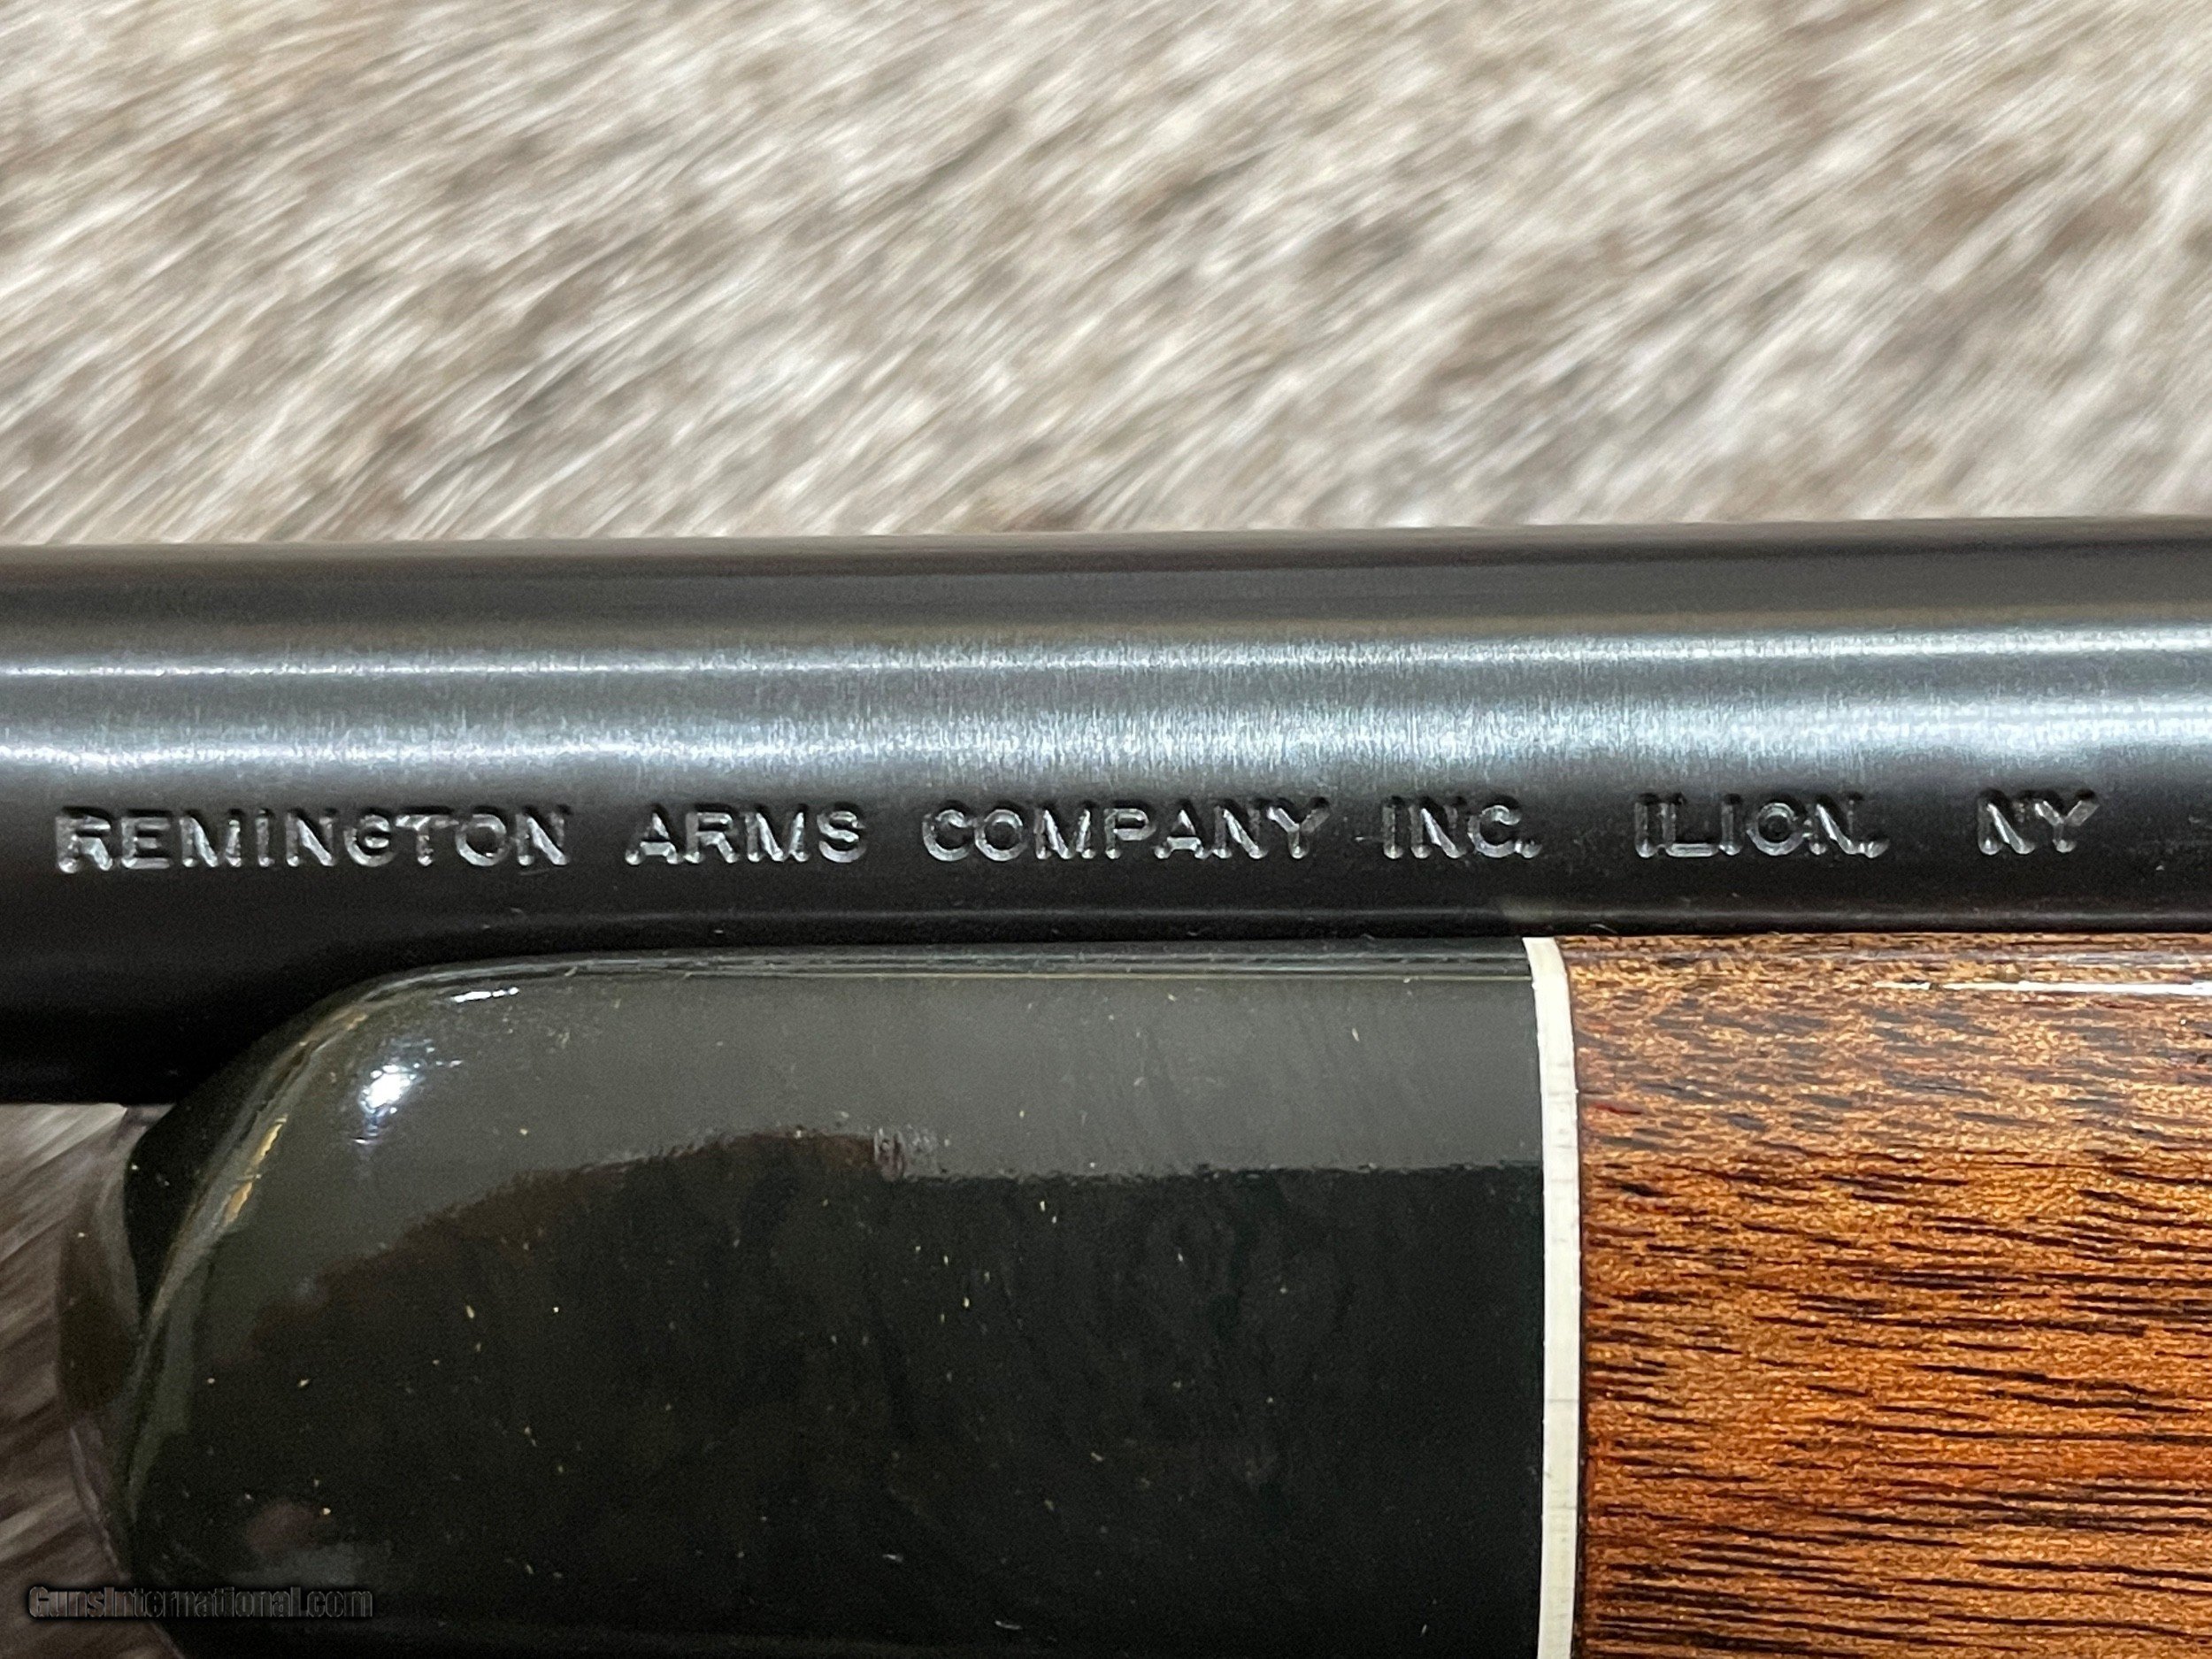 REMINGTON ARMS COMPANY INC. ILION, NY
GunsInternational.com